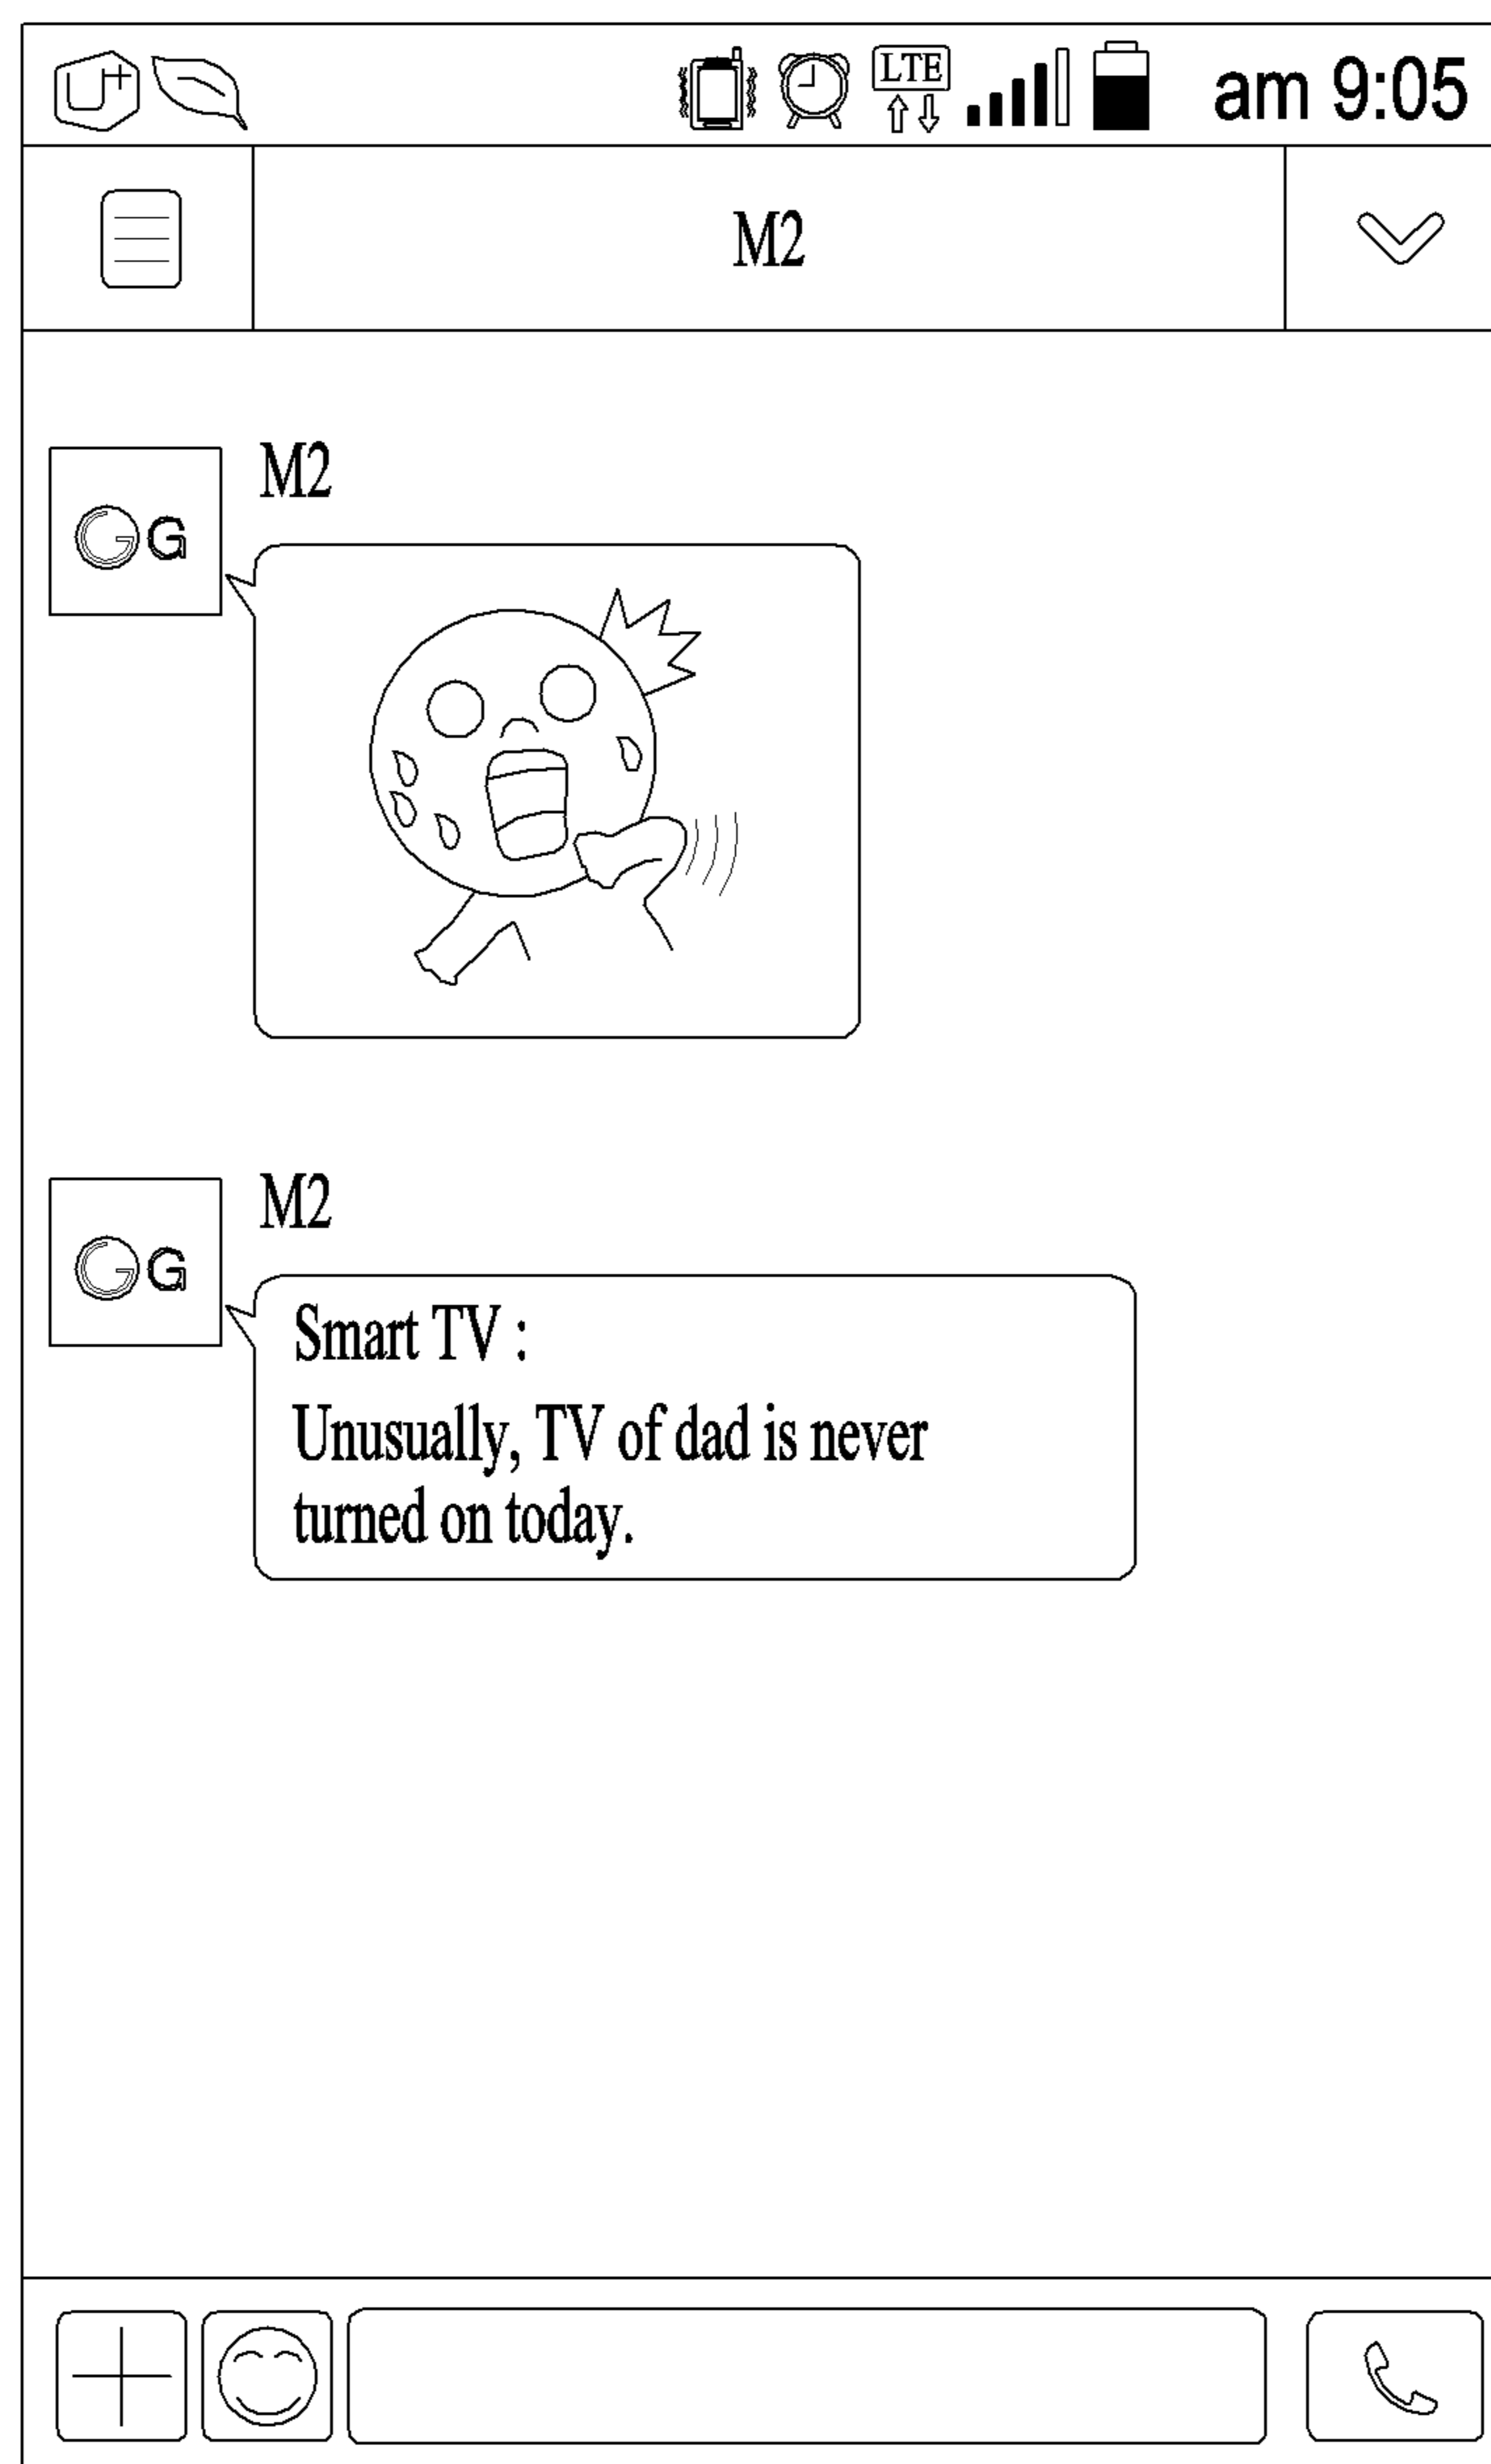 U+
LTE
am 9:05
M2
M2
G G
M2
G G
Smart TV :
Unusually, TV of dad is never
turned on today.